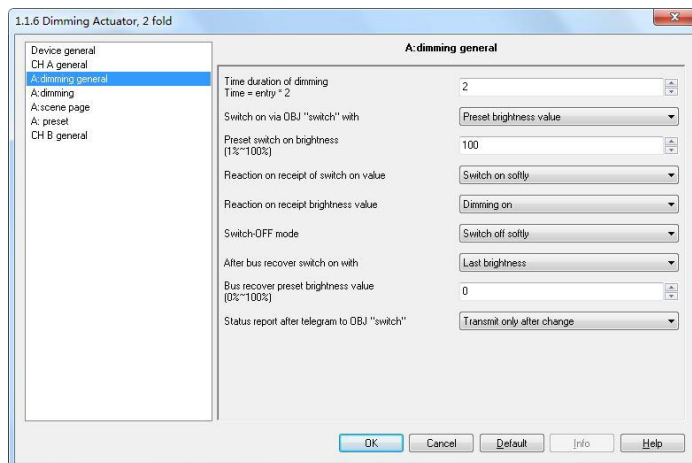 1.1.6 Dimming Actuator, 2 fold
Device general
CH A general
A:dimming general
A:dimming
A:scene page
A: preset
CH B general
A:dimming general
Time duration of dimming
Time = entry * 2
2
Switch on via OBJ "switch" with
Preset brightness value
Preset switch on brightness
(1%~100%)
100
Reaction on receipt of switch on value
Switch on softly
Reaction on receipt brightness value
Dimming on
Switch-OFF mode
Switch off softly
After bus recover switch on with
Last brightness
Bus recover preset brightness value
(0%~100%)
0
Status report after telegram to OBJ "switch"
Transmit only after change
OK
Cancel
Default
Info
Help